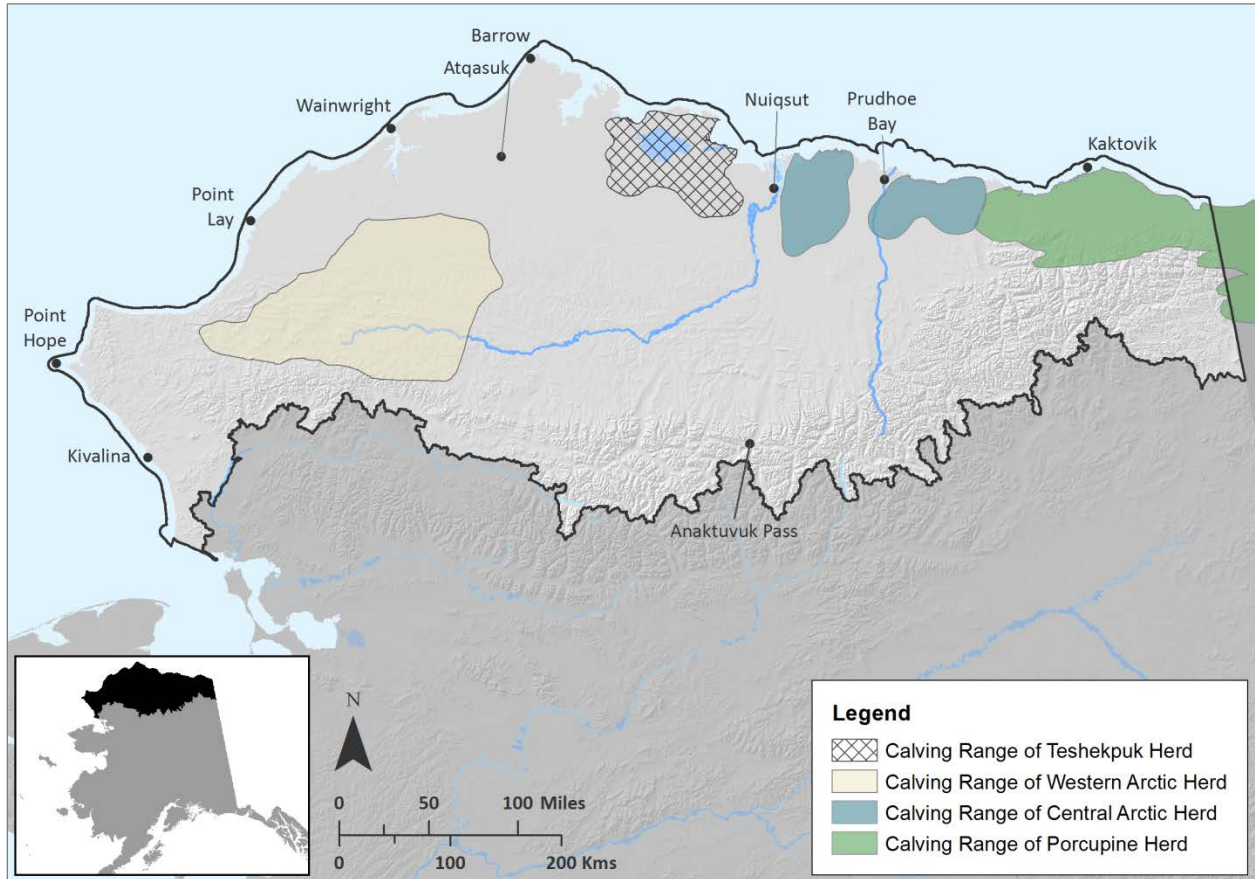 Barrow
Atqasuk
Wainwright
Nuiqsut
Prudhoe
Bay
Kaktovik
Point
Lay
Point
Hope
Kivalina
Anaktuvuk Pass
N
0 50 100 Miles
0 100 200 Kms
Legend
Calving Range of Teshekpuk Herd
Calving Range of Western Arctic Herd
Calving Range of Central Arctic Herd
Calving Range of Porcupine Herd